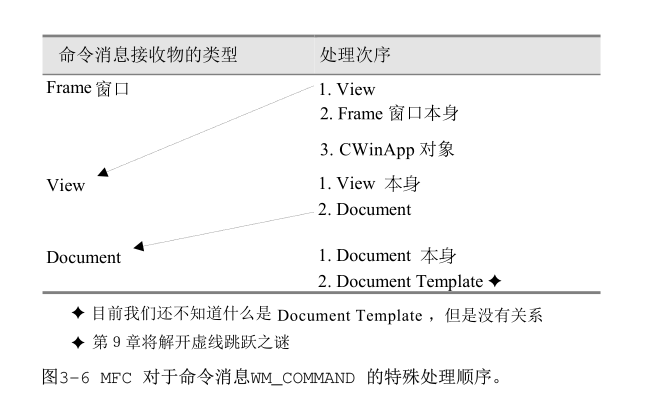 命令消息接收物的类型 处理次序
Frame 窗口 1. View
2. Frame 窗口本身
3. CWinApp 对象
View 1. View 本身
2. Document
Document 1. Document 本身
2. Document Template ✦
✦ 目前我们还不知道什么是 Document Template ，但是没有关系
✦ 第 9 章将解开虚线跳跃之谜
图3-6 MFC 对于命令消息WM_COMMAND 的特殊处理顺序。